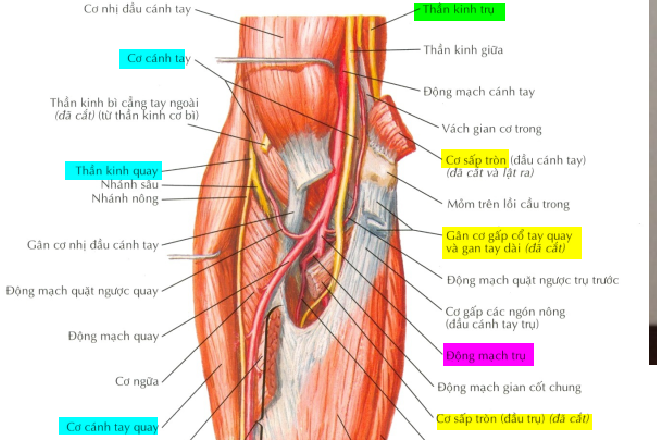 Cơ nhị đầu cánh tay
Cơ cánh tay
Thần kinh bì cẳng tay ngoài
(đã cắt) (từ thần kinh cơ bì)
Thần kinh quay
Nhánh sâu
Nhánh nông
Gân cơ nhị đầu cánh tay
Động mạch quặt ngược quay
Động mạch quay
Cơ ngửa
Cơ cánh tay quay
Thần kinh trụ
Thần kinh giữa
Động mạch cánh tay
Vách gian cơ trong
Cơ sấp tròn (đầu cánh tay)
(đã cắt và lật ra)
Mỏm trên lồi cầu trong
Gân cơ gấp cổ tay quay
và gan tay dài (đã cắt)
Động mạch quặt ngược trụ trước
Cơ gấp các ngón nông
(đầu cánh tay trụ)
Động mạch trụ
Động mạch gian cốt chung
Cơ sấp tròn (đầu trụ) (đã cắt)